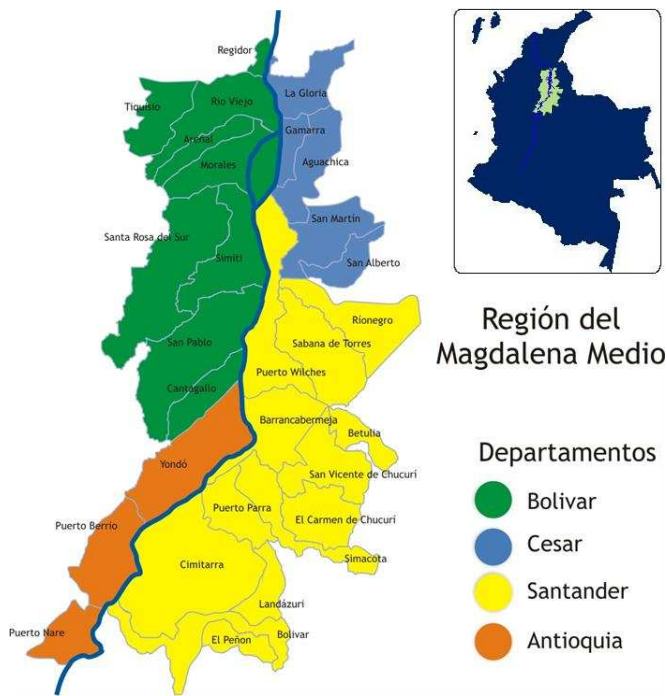 Regidor
La Gloria
Tiquisio
Rio Viejo
Gamarra
Arenal
Aguachica
Morales
San Martín
Santa Rosa del Sur
Simití
San Alberto
Rionegro
San Pablo
Sabana de Torres
Puerto Wilches
Cantagallo
Barrancabermeja
Betulia
Yondó
San Vicente de Chucurí
Puerto Parra
El Carmen de Chucurí
Puerto Berrío
Simacota
Cimitarra
Landázuri
Puerto Nare
El Peñon
Bolivar
Región del
Magdalena Medio
Departamentos
Bolivar
Cesar
Santander
Antioquia